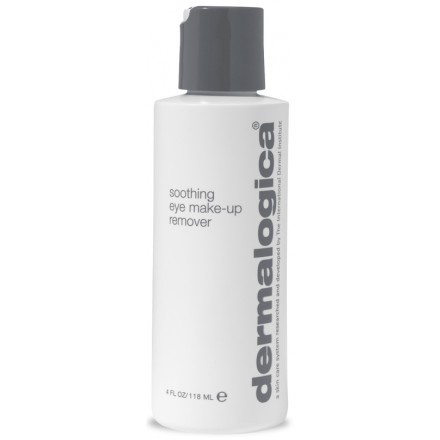 soothing
eye make-up
remover
4 FL OZ/118 ML ℮
dermalogica®
a skin care system researched and developed by The International Dermal Institute